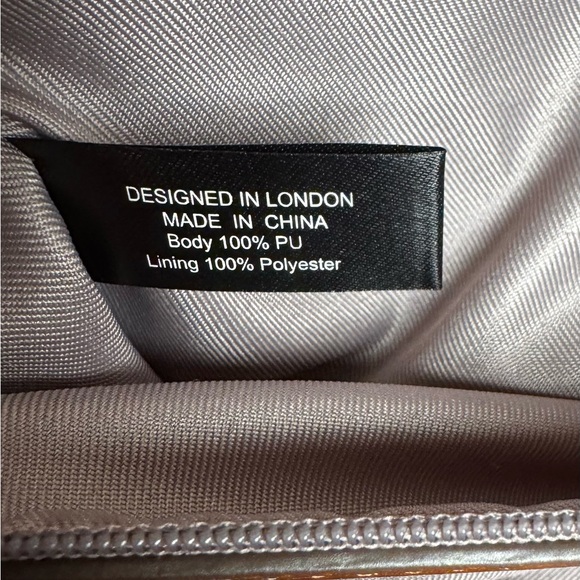 DESIGNED IN LONDON
MADE IN CHINA
Body 100% PU
Lining 100% Polyester